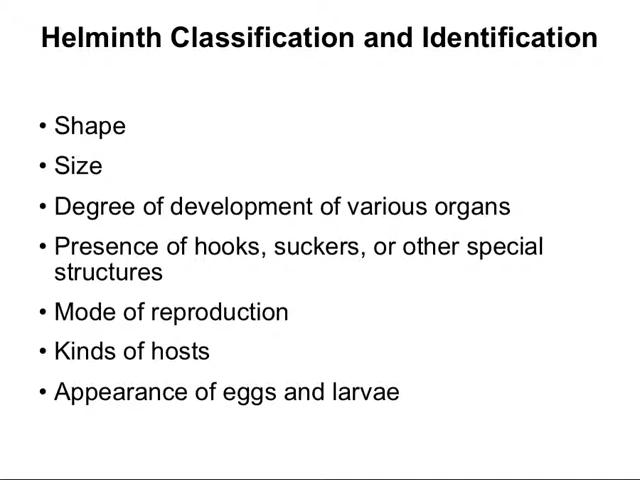 Helminth Classification and Identification
• Shape
• Size
• Degree of development of various organs
• Presence of hooks, suckers, or other special
structures
• Mode of reproduction
• Kinds of hosts
• Appearance of eggs and larvae